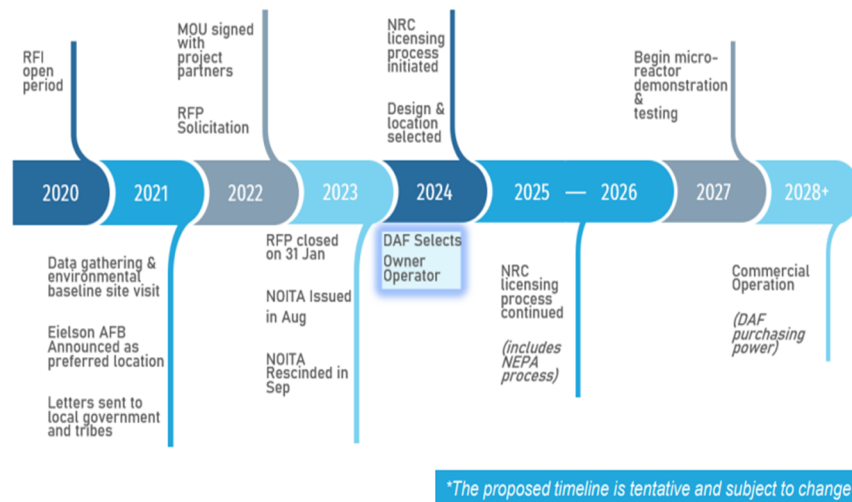 RFI
open
period
MOU signed
with
project
partners
RFP
Solicitation
NRC
licensing
process
initiated
Design &
location
selected
Begin micro-
reactor
demonstration
&
testing
2020
2021
2022
2023
2024
2025 — 2026
2027
2028+
Data gathering &
environmental
baseline site visit
Eielson AFB
Announced as
preferred location
Letters sent to
local government
and tribes
RFP closed
on 31 Jan
NOITA Issued
in Aug
NOITA
Rescinded in
Sep
DAF Selects
Owner
Operator
NRC
licensing
process
continued
(includes
NEPA
process)
Commercial
Operation
(DAF
purchasing
power)
*The proposed timeline is tentative and subject to change